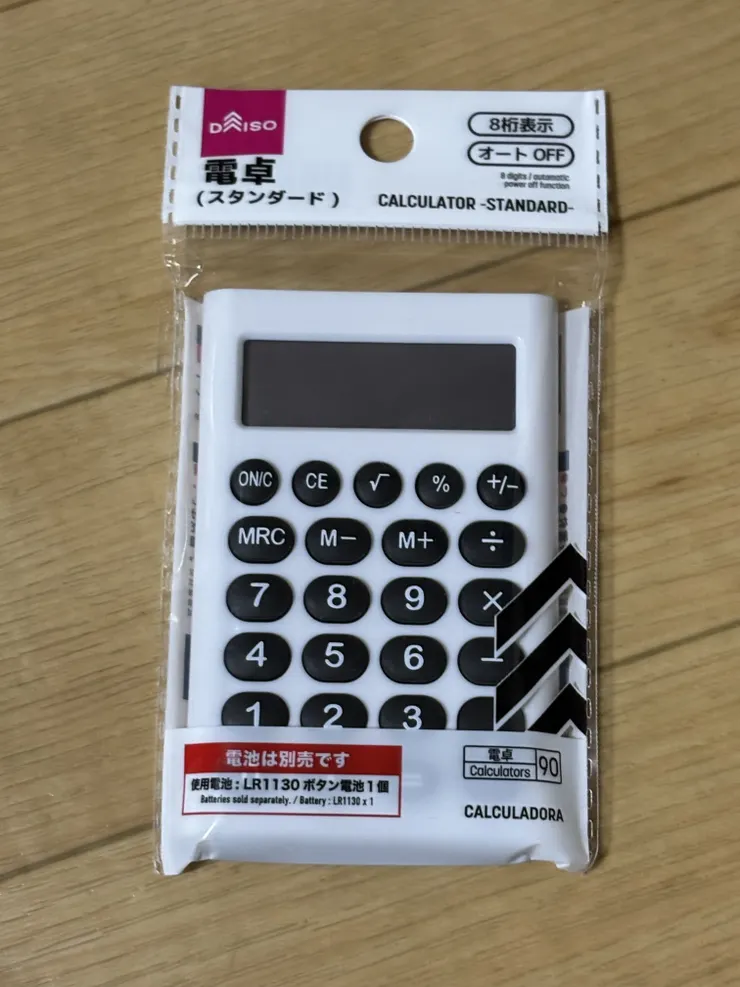 DAISO
電卓
(スタンダード)
8桁表示
オート OFF
8 digits / automatic
power off function
CALCULATOR -STANDARD-
ON/C CE √ % +/−
MRC M− M+ ÷
7 8 9 ×
4 5 6 −
1 2 3
電池は別売です
使用電池：LR1130 ボタン電池1個
Batteries sold separately. / Battery : LR1130 x 1
電卓
Calculators
90
CALCULADORA